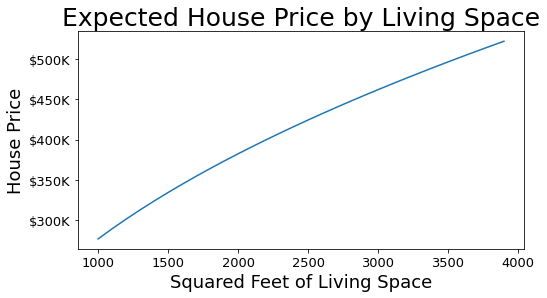 Expected House Price by Living Space
House Price
$500K
$450K
$400K
$350K
$300K
1000 1500 2000 2500 3000 3500 4000
Squared Feet of Living Space